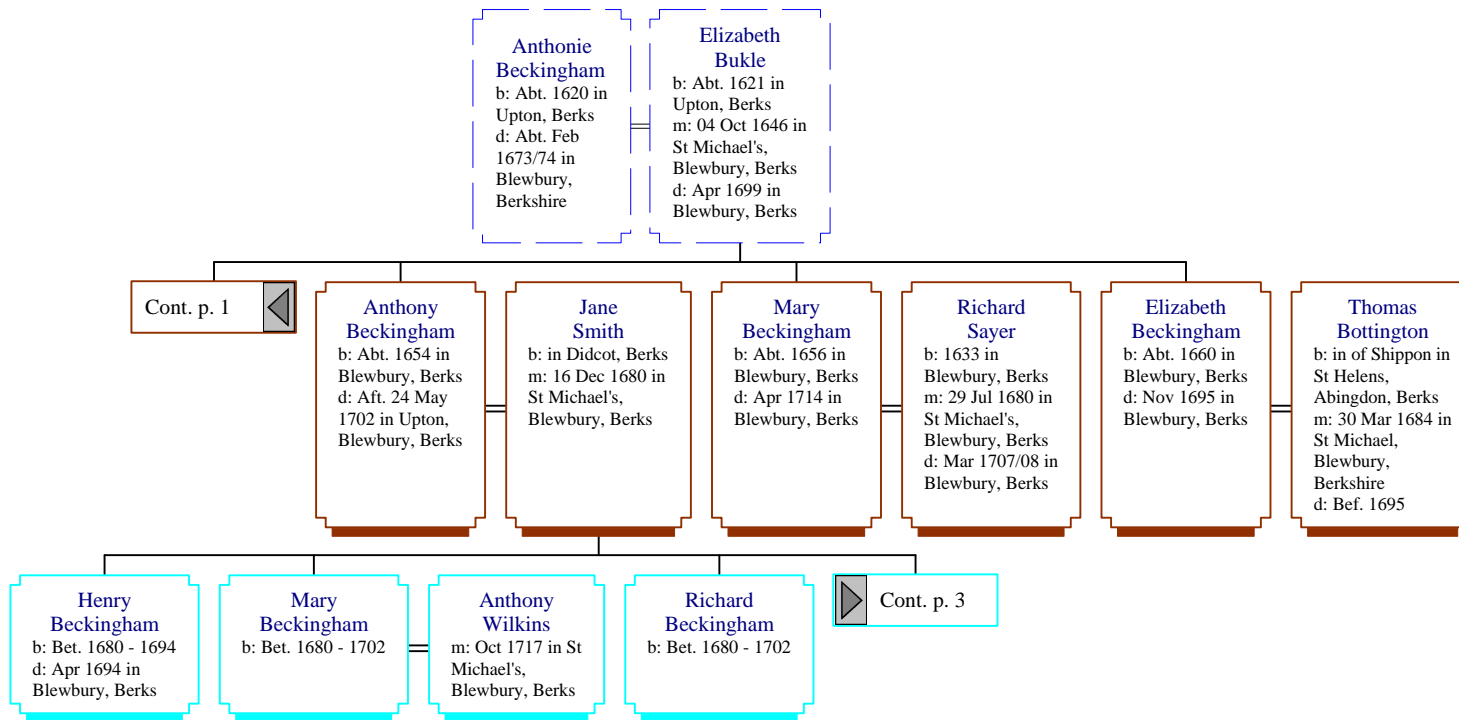 Anthonie
Beckingham
b: Abt. 1620 in
Upton, Berks
d: Abt. Feb
1673/74 in
Blewbury,
Berkshire
Elizabeth
Bukle
b: Abt. 1621 in
Upton, Berks
m: 04 Oct 1646 in
St Michael's,
Blewbury, Berks
d: Apr 1699 in
Blewbury, Berks
Cont. p. 1
Anthony
Beckingham
b: Abt. 1654 in
Blewbury, Berks
d: Aft. 24 May
1702 in Upton,
Blewbury, Berks
Jane
Smith
b: in Didcot, Berks
m: 16 Dec 1680 in
St Michael's,
Blewbury, Berks
Mary
Beckingham
b: Abt. 1656 in
Blewbury, Berks
d: Apr 1714 in
Blewbury, Berks
Richard
Sayer
b: 1633 in
Blewbury, Berks
m: 29 Jul 1680 in
St Michael's,
Blewbury, Berks
d: Mar 1707/08 in
Blewbury, Berks
Elizabeth
Beckingham
b: Abt. 1660 in
Blewbury, Berks
d: Nov 1695 in
Blewbury, Berks
Thomas
Bottington
b: in of Shippon in
St Helens,
Abingdon, Berks
m: 30 Mar 1684 in
St Michael,
Blewbury,
Berkshire
d: Bef. 1695
Henry
Beckingham
b: Bet. 1680 - 1694
d: Apr 1694 in
Blewbury, Berks
Mary
Beckingham
b: Bet. 1680 - 1702
Anthony
Wilkins
m: Oct 1717 in St
Michael's,
Blewbury, Berks
Richard
Beckingham
b: Bet. 1680 - 1702
Cont. p. 3